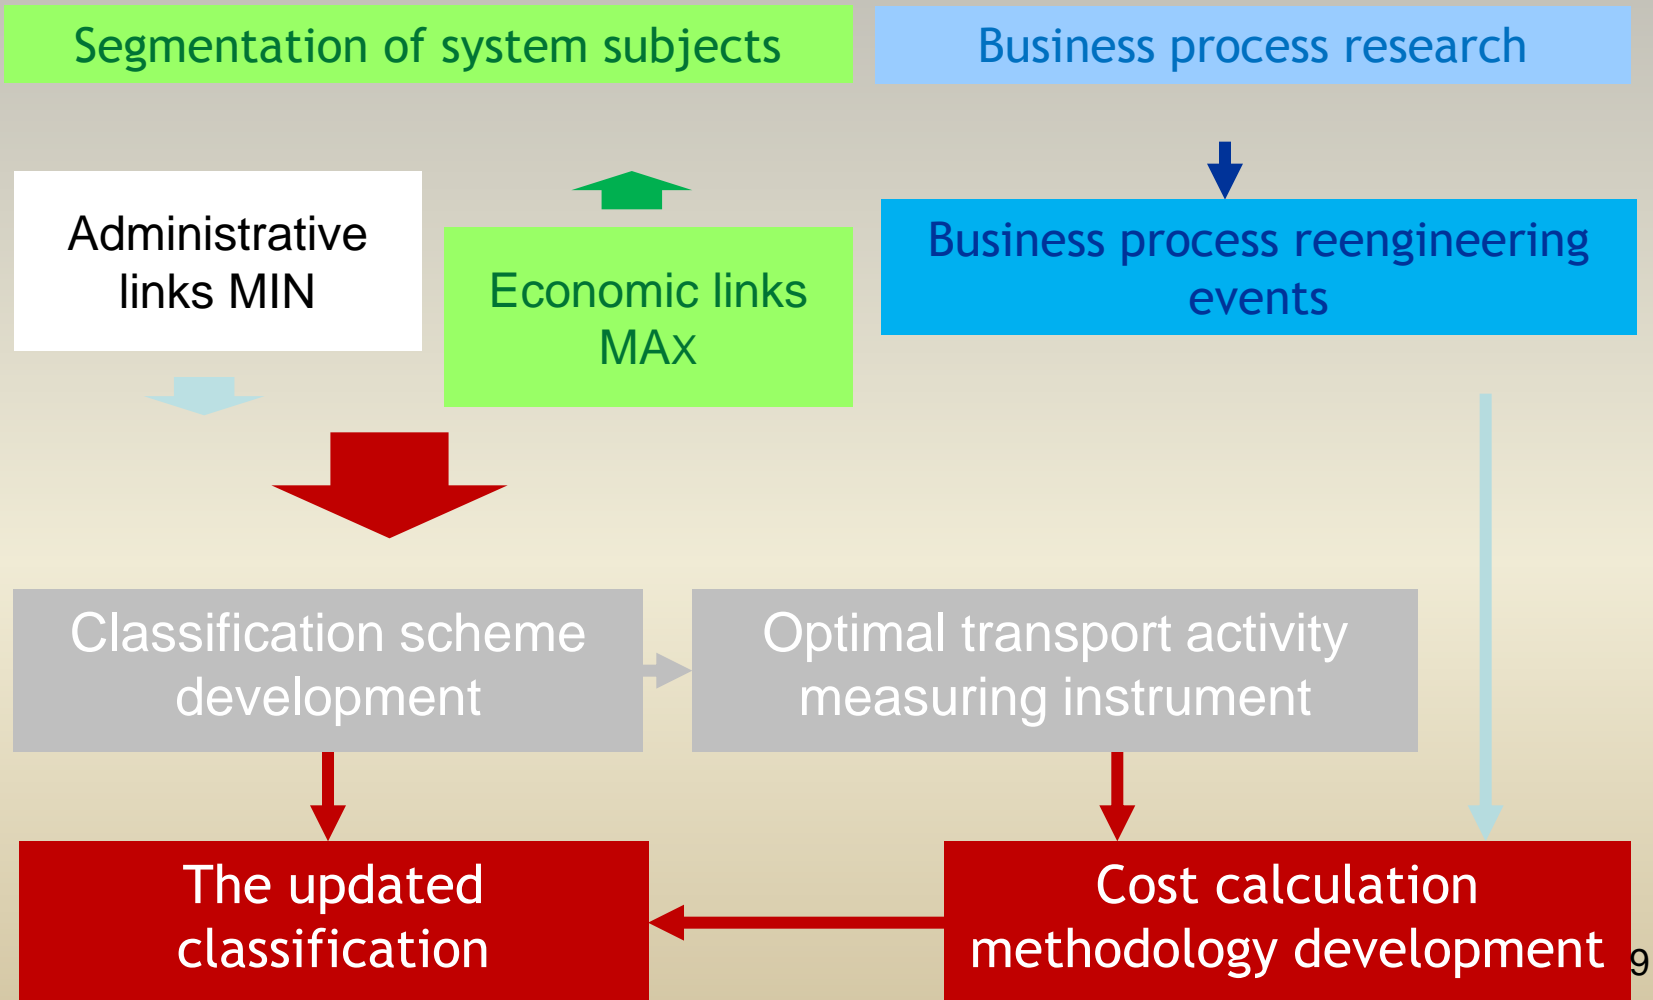 Segmentation of system subjects
Business process research
Administrative
links MIN
Economic links
MAX
Business process reengineering
events
Classification scheme
development
Optimal transport activity
measuring instrument
The updated
classification
Cost calculation
methodology development
9